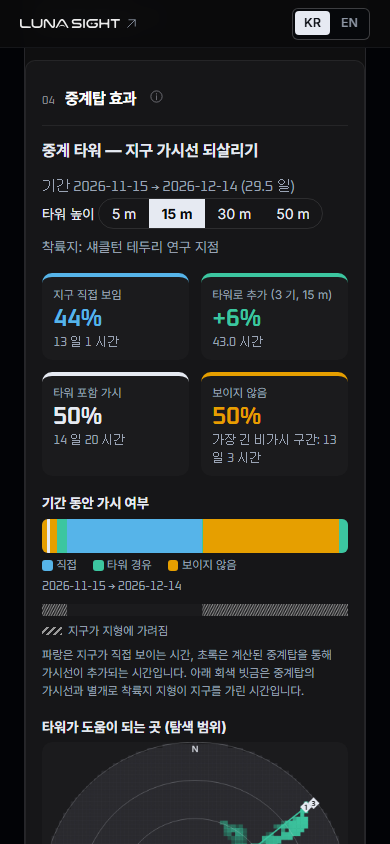 LUNA SIGHT ↗
KR EN
04 중계탑 효과 ⓘ
중계 타워 — 지구 가시선 되살리기
기간 2026-11-15 → 2026-12-14 (29.5 일)
타워 높이 5 m 15 m 30 m 50 m
착륙지: 섀클턴 테두리 연구 지점
지구 직접 보임
44%
13 일 1 시간
타워로 추가 (3 기, 15 m)
+6%
43.0 시간
타워 포함 가시
50%
14 일 20 시간
보이지 않음
50%
가장 긴 비가시 구간: 13
일 3 시간
기간 동안 가시 여부
직접 타워 경유 보이지 않음
2026-11-15 → 2026-12-14
지구가 지형에 가려짐
파랑은 지구가 직접 보이는 시간, 초록은 계산된 중계탑을 통해
가시선이 추가되는 시간입니다. 아래 회색 빗금은 중계탑의
가시선과 별개로 착륙지 지형이 지구를 가린 시간입니다.
타워가 도움이 되는 곳 (탐색 범위)
N